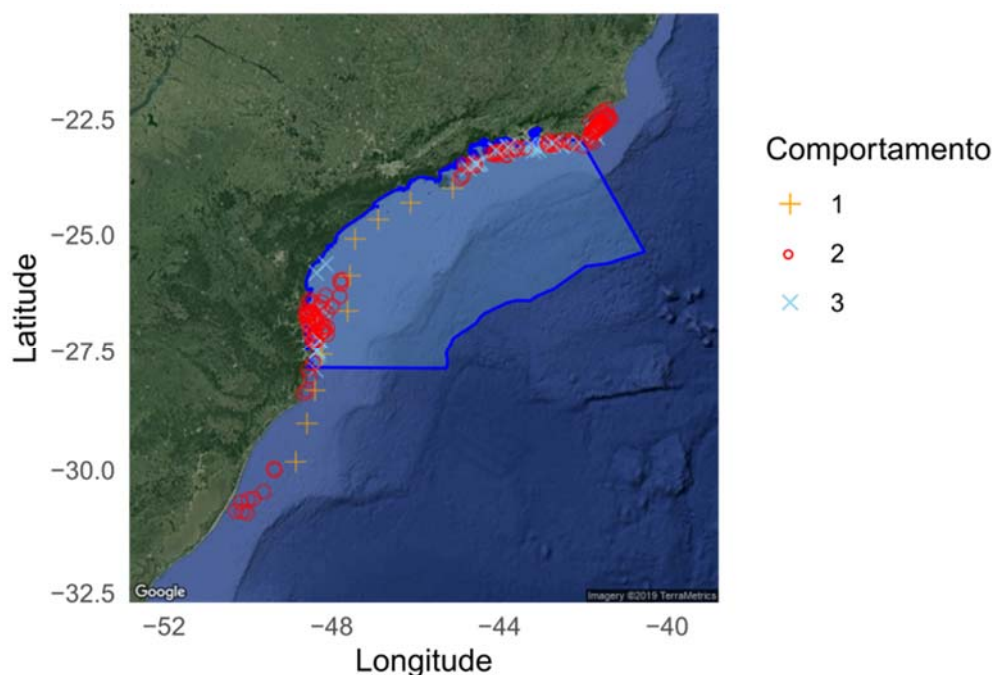 Latitude
−22.5
−25.0
−27.5
−30.0
−32.5
Google
Imagery ©2019 TerraMetrics
−52
−48
−44
−40
Longitude
Comportamento
1
2
3